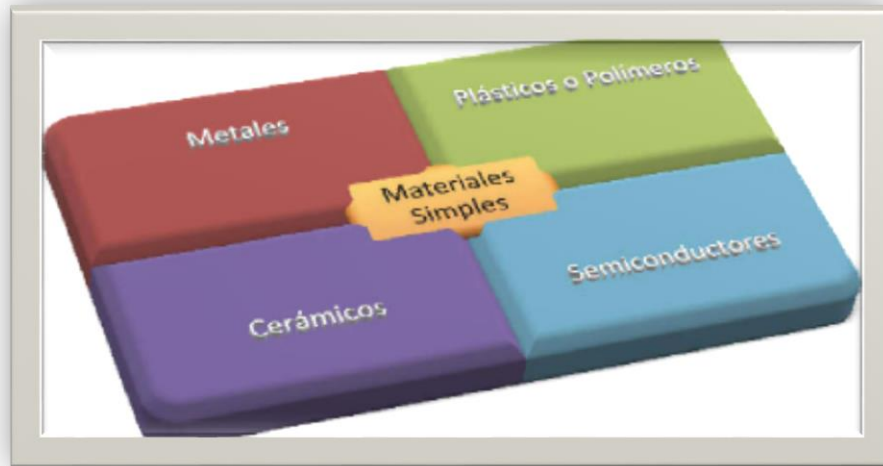 Metales
Plásticos o Polímeros
Materiales
Simples
Cerámicos
Semiconductores